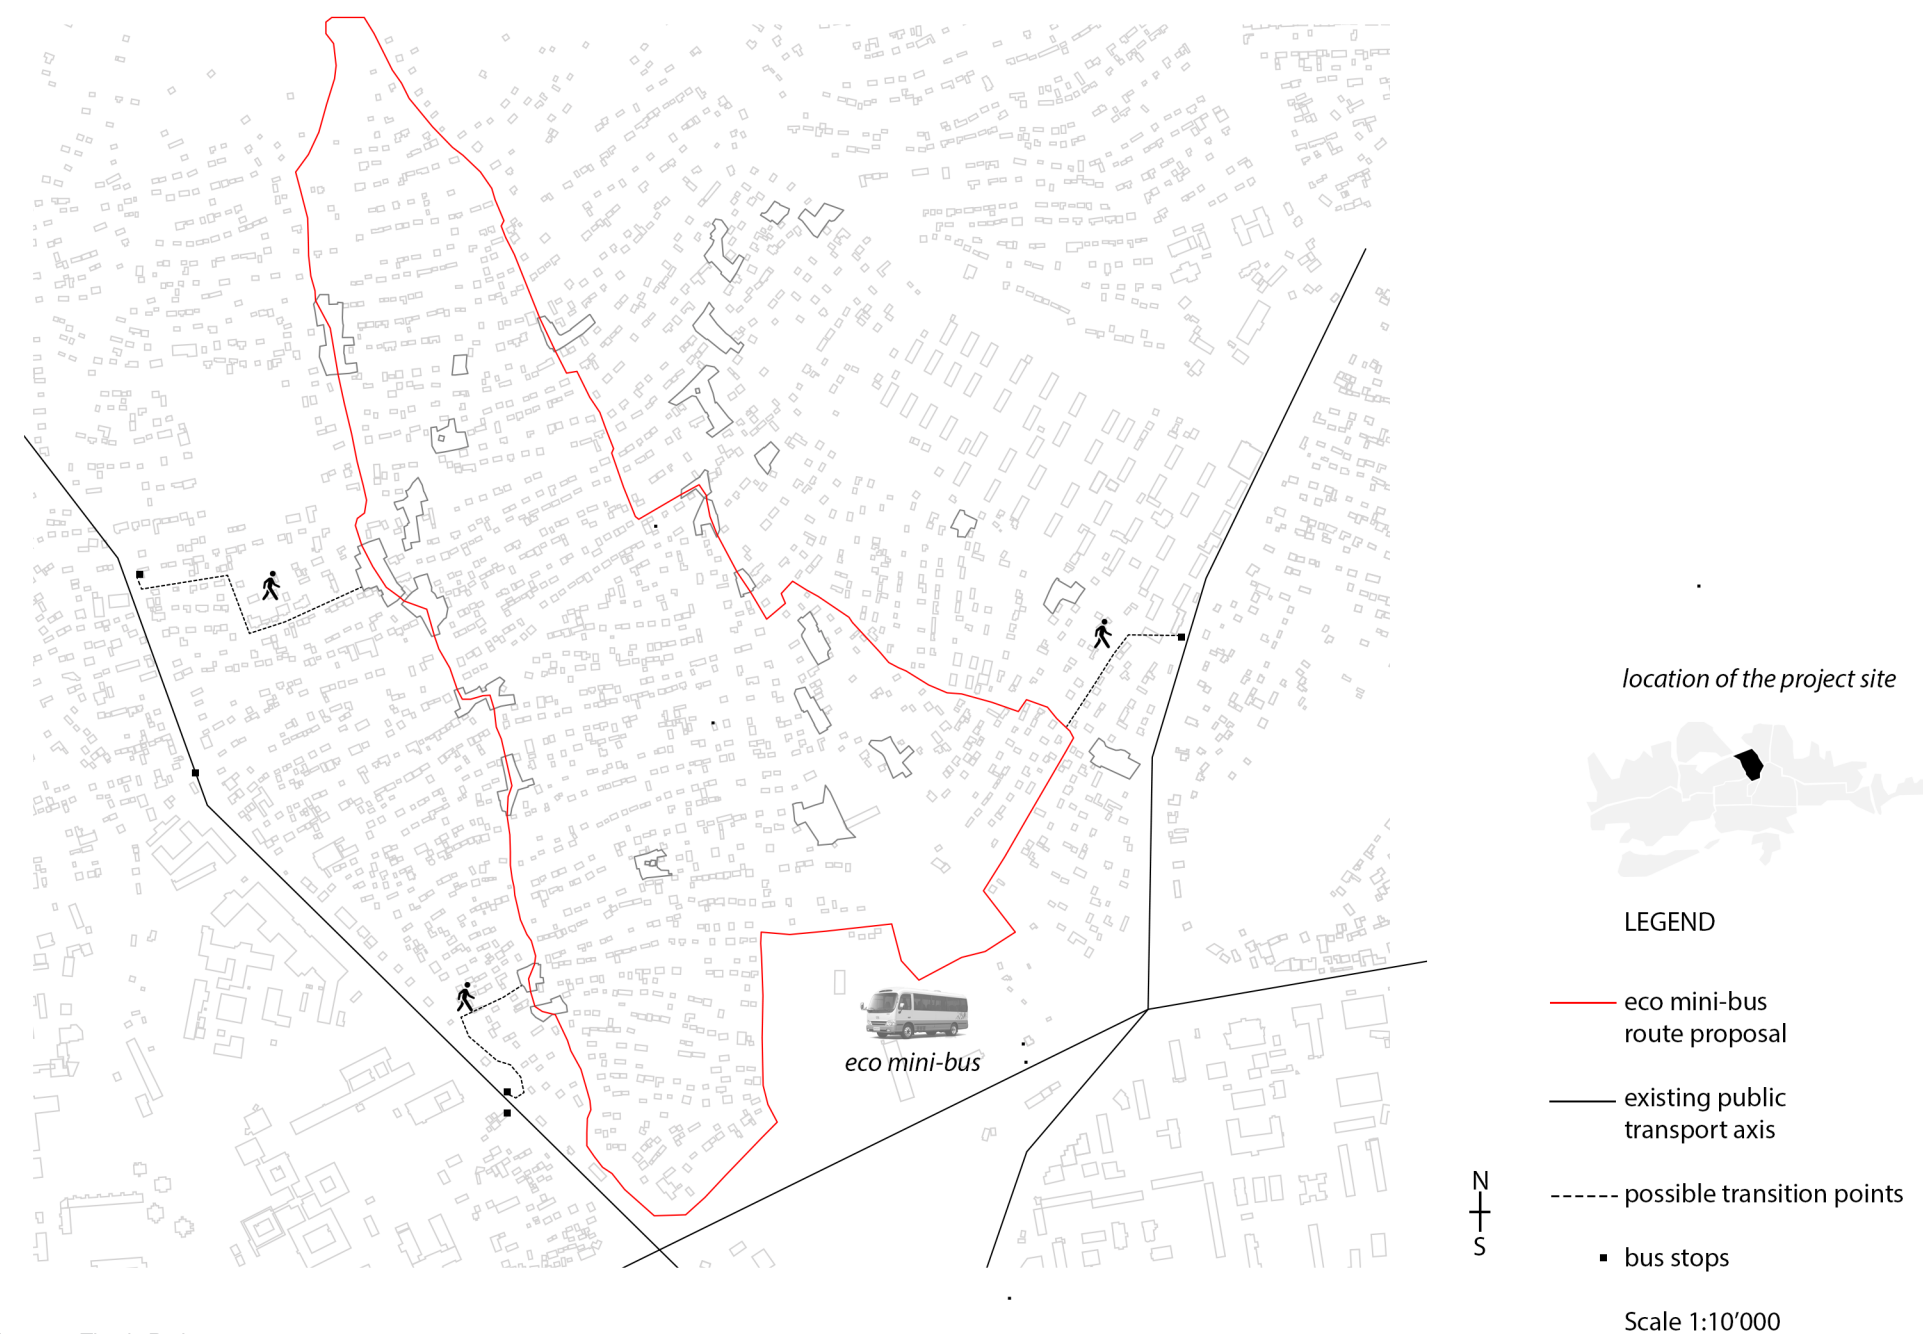 location of the project site
LEGEND
eco mini-bus
route proposal
existing public
transport axis
possible transition points
bus stops
Scale 1:10’000
N
S
eco mini-bus